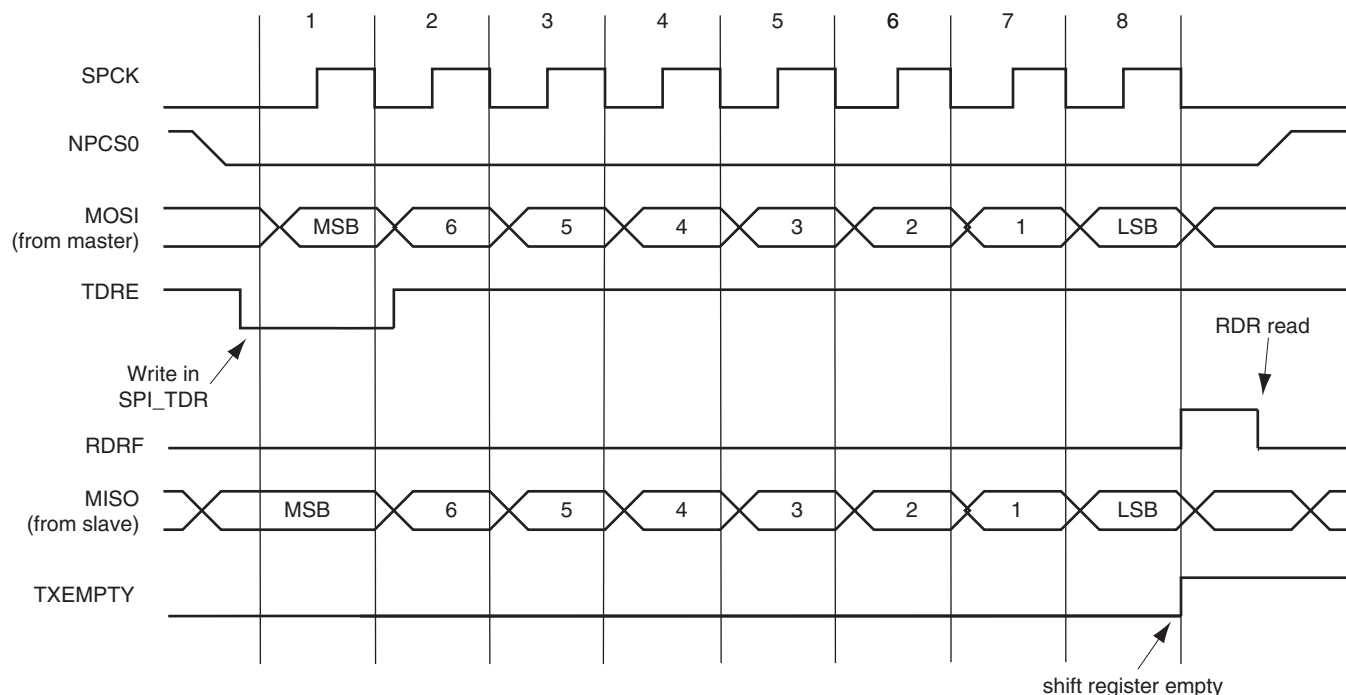 1 2 3 4 5 6 7 8
SPCK
NPCS0
MOSI
(from master)
MSB 6 5 4 3 2 1 LSB
TDRE
RDR read
Write in
SPI_TDR
RDRF
MISO
(from slave)
MSB 6 5 4 3 2 1 LSB
TXEMPTY
shift register empty